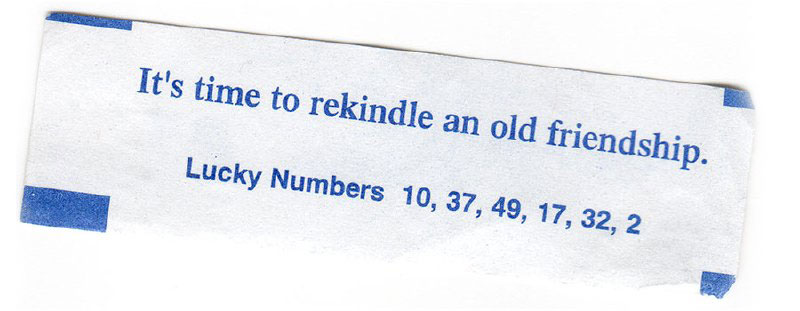 It's time to rekindle an old friendship.
Lucky Numbers 10, 37, 49, 17, 32, 2